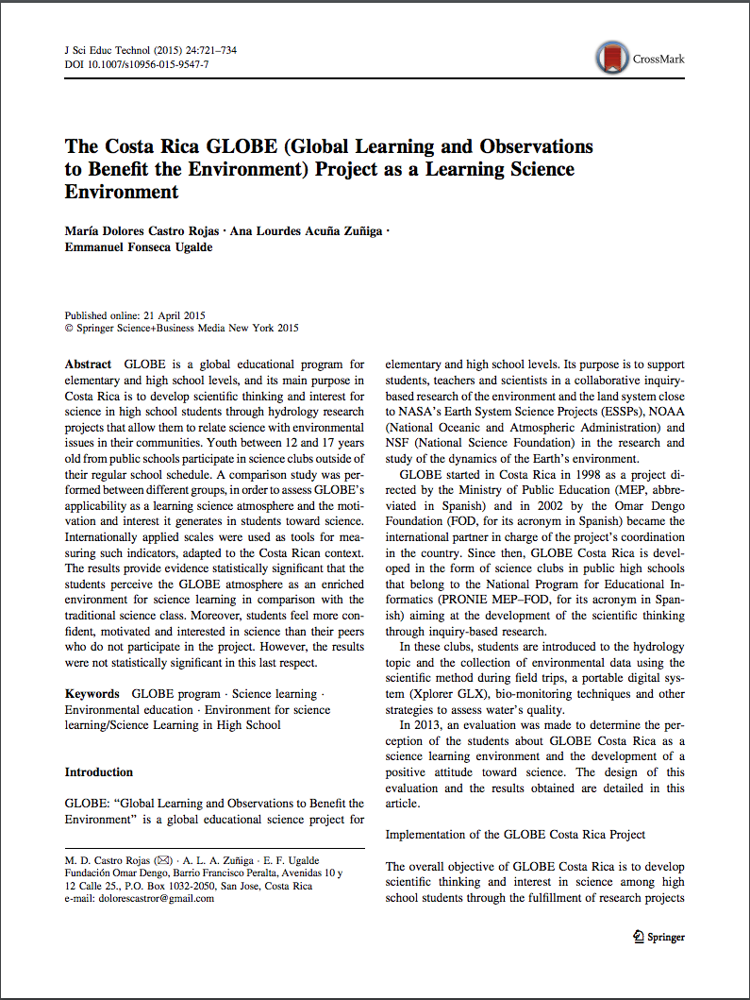 J Sci Educ Technol (2015) 24:721–734
DOI 10.1007/s10956-015-9547-7
CrossMark
The Costa Rica GLOBE (Global Learning and Observations
to Benefit the Environment) Project as a Learning Science
Environment
María Dolores Castro Rojas · Ana Lourdes Acuña Zuñiga ·
Emmanuel Fonseca Ugalde
Published online: 21 April 2015
© Springer Science+Business Media New York 2015
Abstract GLOBE is a global educational program for
elementary and high school levels, and its main purpose in
Costa Rica is to develop scientific thinking and interest for
science in high school students through hydrology research
projects that allow them to relate science with environmental
issues in their communities. Youth between 12 and 17 years
old from public schools participate in science clubs outside of
their regular school schedule. A comparison study was per-
formed between different groups, in order to assess GLOBE's
applicability as a learning science atmosphere and the moti-
vation and interest it generates in students toward science.
Internationally applied scales were used as tools for mea-
suring such indicators, adapted to the Costa Rican context.
The results provide evidence statistically significant that the
students perceive the GLOBE atmosphere as an enriched
environment for science learning in comparison with the
traditional science class. Moreover, students feel more con-
fident, motivated and interested in science than their peers
who do not participate in the project. However, the results
were not statistically significant in this last respect.
Keywords GLOBE program · Science learning ·
Environmental education · Environment for science
learning/Science Learning in High School
Introduction
GLOBE: “Global Learning and Observations to Benefit the
Environment” is a global educational science project for
M. D. Castro Rojas (✉) · A. L. A. Zuñiga · E. F. Ugalde
Fundación Omar Dengo, Barrio Francisco Peralta, Avenidas 10 y
12 Calle 25., P.O. Box 1032-2050, San Jose, Costa Rica
e-mail: dolorescastror@gmail.com
elementary and high school levels. Its purpose is to support
students, teachers and scientists in a collaborative inquiry-
based research of the environment and the land system close
to NASA's Earth System Science Projects (ESSPs), NOAA
(National Oceanic and Atmospheric Administration) and
NSF (National Science Foundation) in the research and
study of the dynamics of the Earth's environment.
GLOBE started in Costa Rica in 1998 as a project di-
rected by the Ministry of Public Education (MEP, abbre-
viated in Spanish) and in 2002 by the Omar Dengo
Foundation (FOD, for its acronym in Spanish) became the
international partner in charge of the project's coordination
in the country. Since then, GLOBE Costa Rica is devel-
oped in the form of science clubs in public high schools
that belong to the National Program for Educational In-
formatics (PRONIE MEP–FOD, for its acronym in Span-
ish) aiming at the development of the scientific thinking
through inquiry-based research.
In these clubs, students are introduced to the hydrology
topic and the collection of environmental data using the
scientific method during field trips, a portable digital sys-
tem (Xplorer GLX), bio-monitoring techniques and other
strategies to assess water's quality.
In 2013, an evaluation was made to determine the per-
ception of the students about GLOBE Costa Rica as a
science learning environment and the development of a
positive attitude toward science. The design of this
evaluation and the results obtained are detailed in this
article.
Implementation of the GLOBE Costa Rica Project
The overall objective of GLOBE Costa Rica is to develop
scientific thinking and interest in science among high
school students through the fulfillment of research projects
Springer